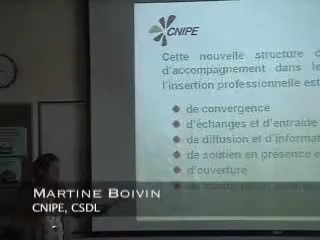 CNIPE
Cette nouvelle structure
d'accompagnement dans le
l'insertion professionnelle est
de convergence
d'échanges et d'entraide
de diffusion et d'informat
de soutien en présence e
d'ouverture
MARTINE BOIVIN
CNIPE, CSDL